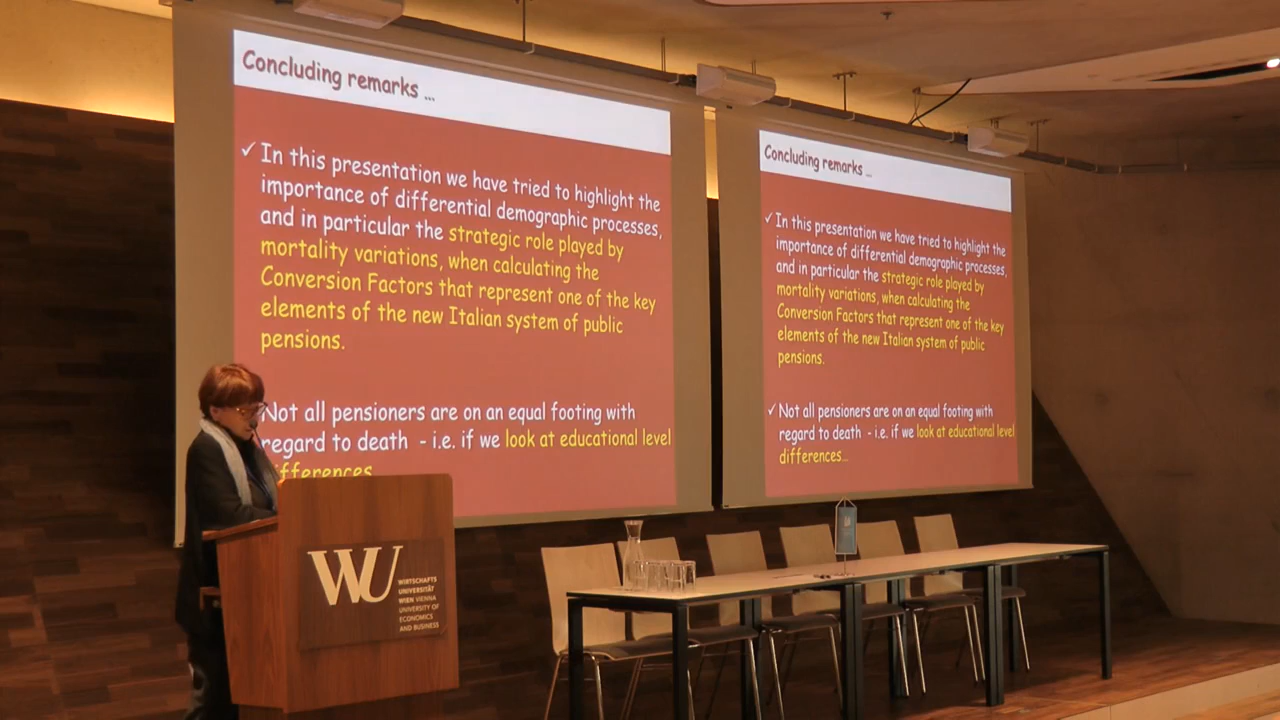 Concluding remarks ...
✓ In this presentation we have tried to highlight the
importance of differential demographic processes,
and in particular the strategic role played by
mortality variations, when calculating the
Conversion Factors that represent one of the key
elements of the new Italian system of public
pensions.
Not all pensioners are on an equal footing with
regard to death - i.e. if we look at educational level
differences
Concluding remarks ...
✓ In this presentation we have tried to highlight the
importance of differential demographic processes,
and in particular the strategic role played by
mortality variations, when calculating the
Conversion Factors that represent one of the key
elements of the new Italian system of public
pensions.
✓ Not all pensioners are on an equal footing with
regard to death - i.e. if we look at educational level
differences...
WU
WIRTSCHAFTS
UNIVERSITÄT
WIEN VIENNA
UNIVERSITY OF
ECONOMICS
AND BUSINESS